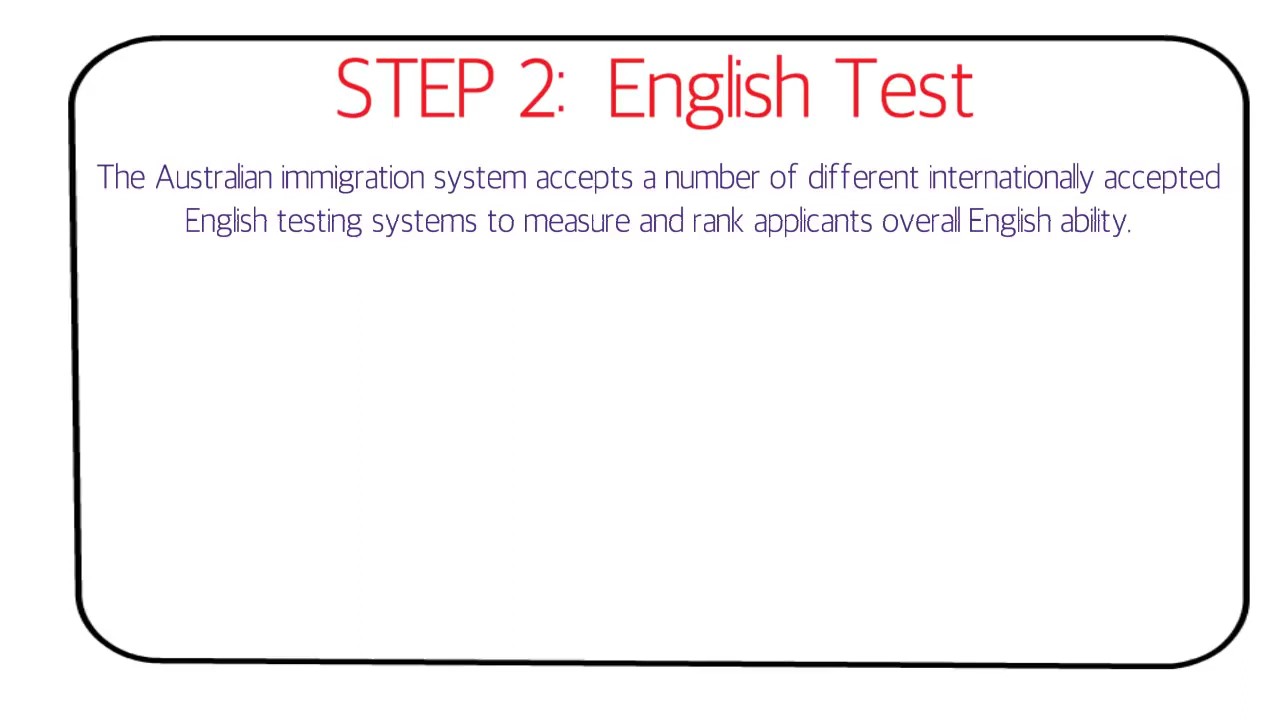 STEP 2: English Test
The Australian immigration system accepts a number of different internationally accepted
English testing systems to measure and rank applicants overall English ability.